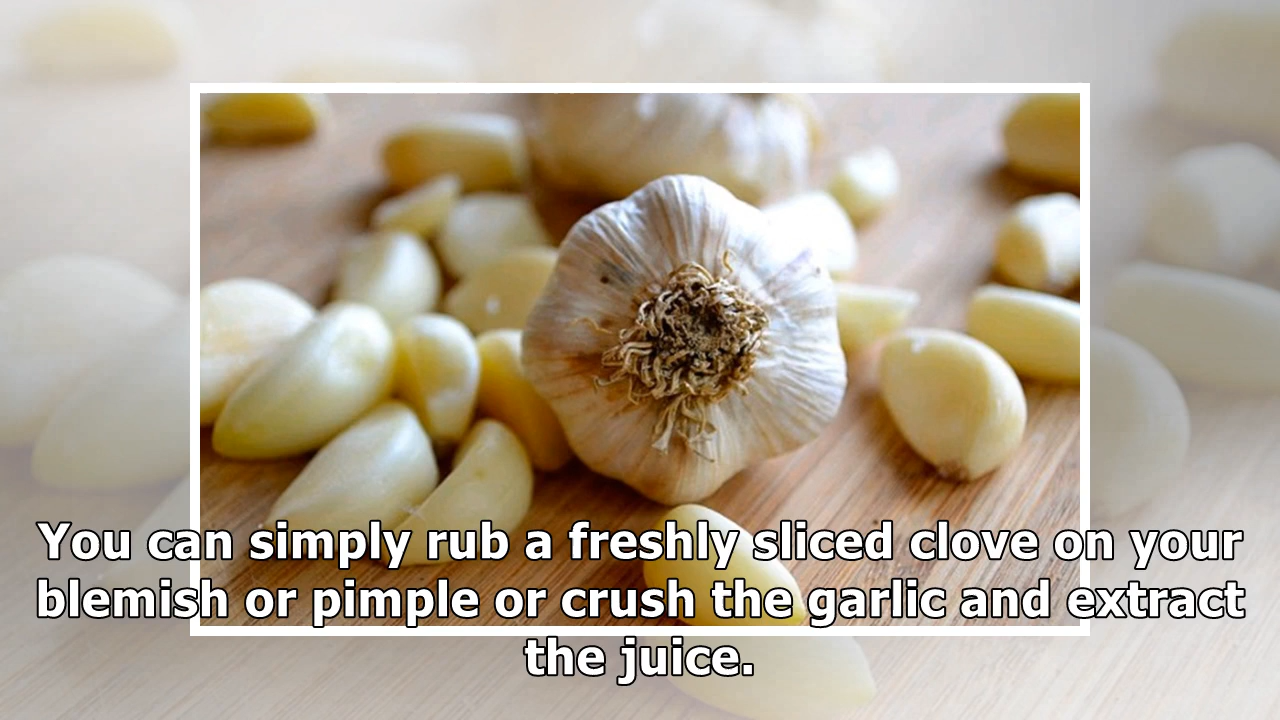 You can simply rub a freshly sliced clove on your
blemish or pimple or crush the garlic and extract
the juice.